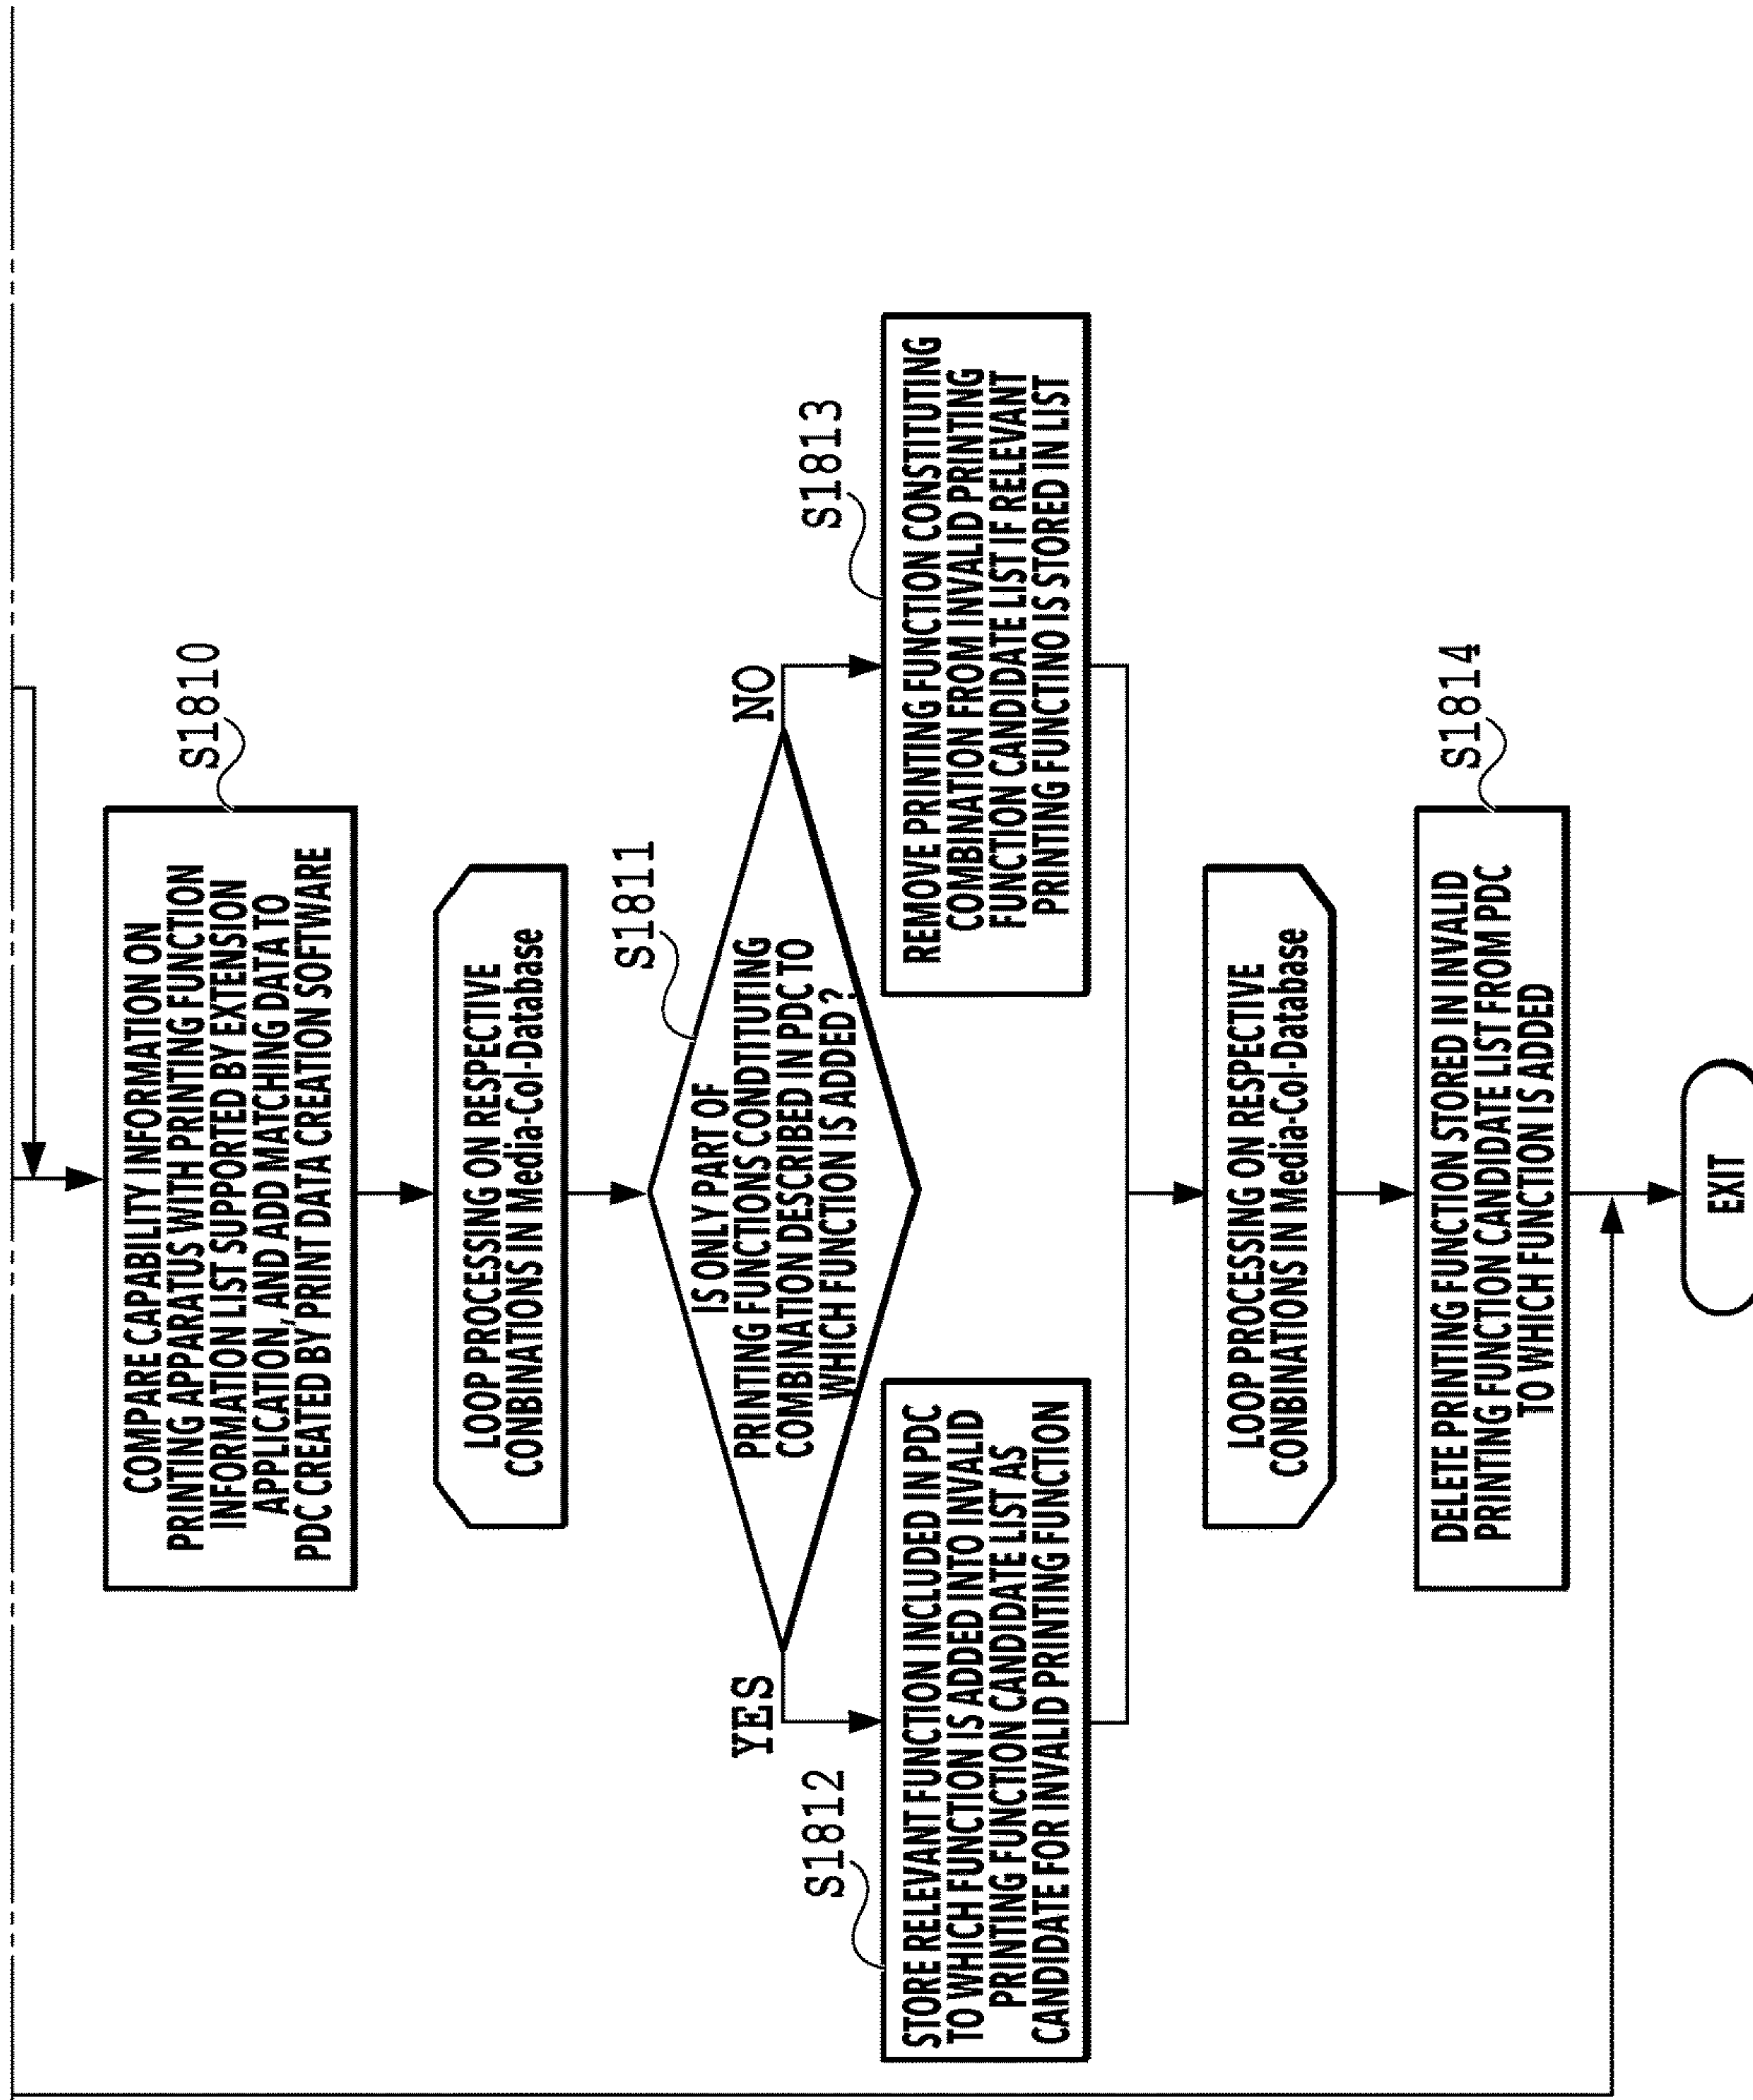 S1810
COMPARE CAPABILITY INFORMATION ON
PRINTING APPARATUS WITH PRINTING FUNCTION
INFORMATION LIST SUPPORTED BY EXTENSION
APPLICATION, AND ADD MATCHING DATA TO
PDC CREATED BY PRINT DATA CREATION SOFTWARE
LOOP PROCESSING ON RESPECTIVE
CONBINATIONS IN Media-Col-Database
S1811
IS ONLY PART OF
PRINTING FUNCTIONS CONDTITUTING
COMBINATION DESCRIBED IN PDC TO
WHICH FUNCTION IS ADDED ?
YES
NO
S1812
STORE RELEVANT FUNCTION INCLUDED IN PDC
TO WHICH FUNCTION IS ADDED INTO INVALID
PRINTING FUNCTION CANDIDATE LIST AS
CANDIDATE FOR INVALID PRINTING FUNCTION
S1813
REMOVE PRINTING FUNCTION CONSTITUTING
COMBINATION FROM INVALID PRINTING
FUNCTION CANDIDATE LIST IF RELEVANT
PRINTING FUNCTINO IS STORED IN LIST
LOOP PROCESSING ON RESPECTIVE
CONBINATIONS IN Media-Col-Database
S1814
DELETE PRINTING FUNCTION STORED IN INVALID
PRINTING FUNCTION CANDIDATE LIST FROM PDC
TO WHICH FUNCTION IS ADDED
EXIT